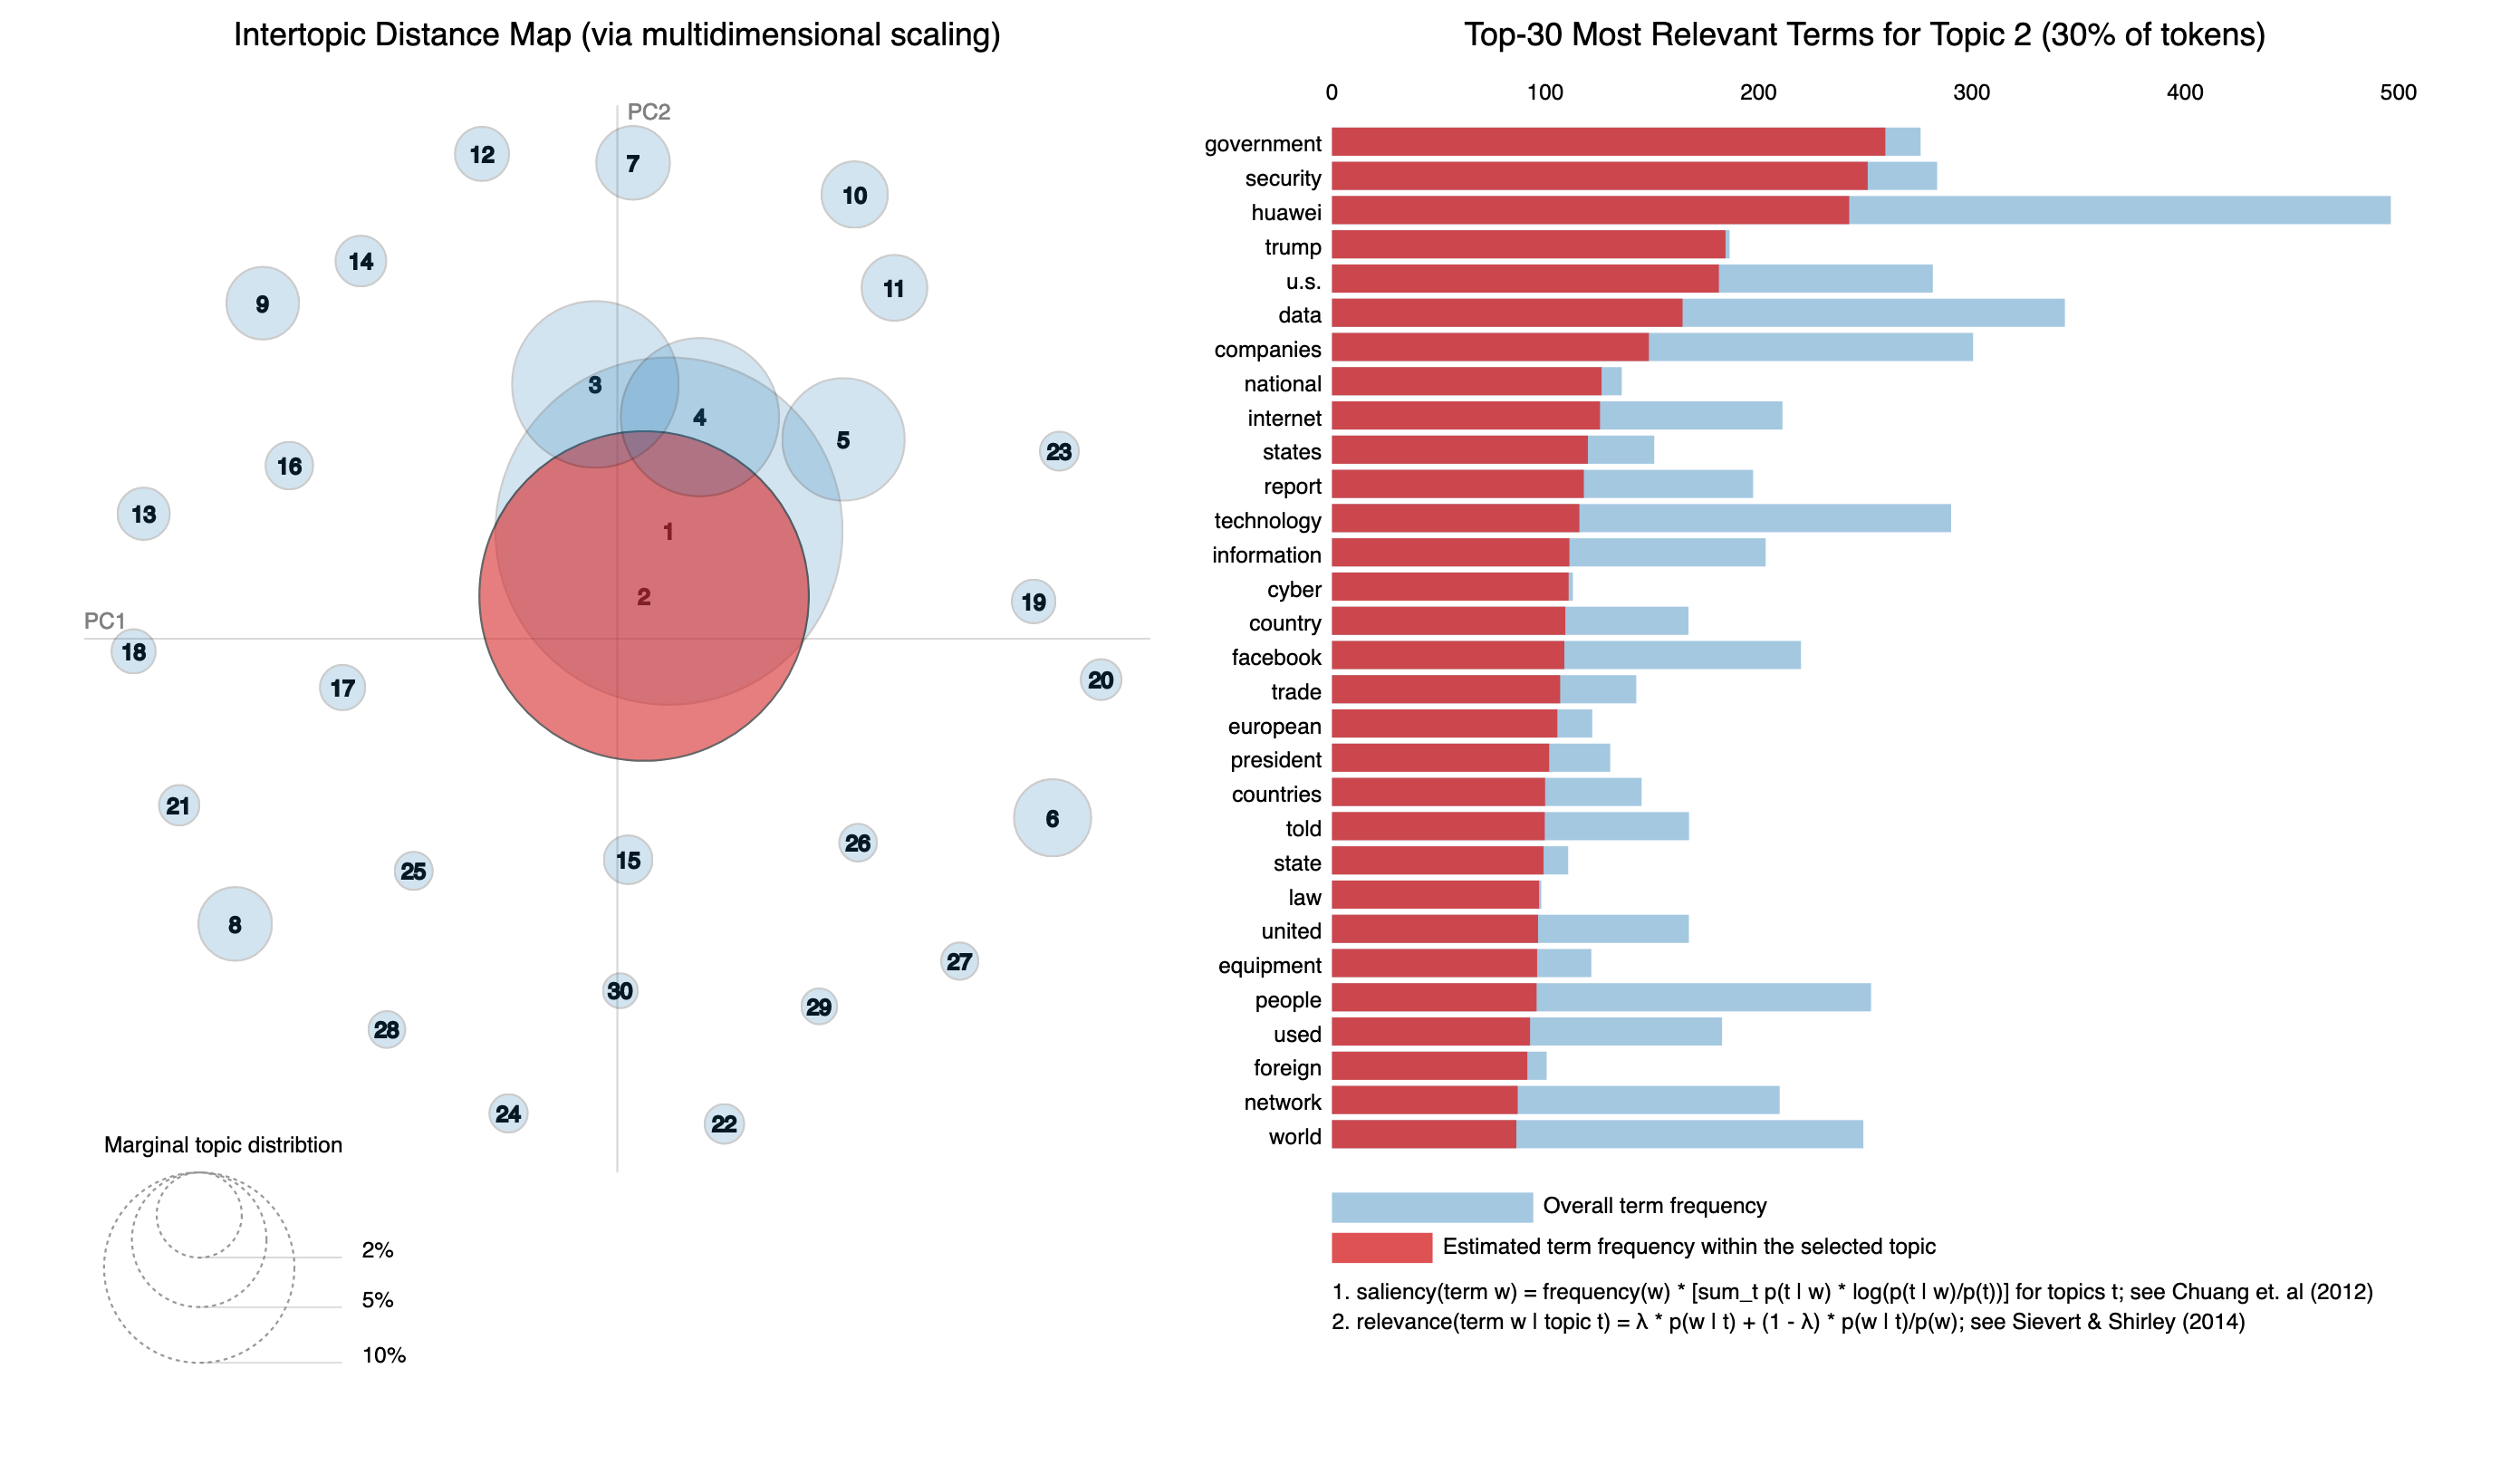 Intertopic Distance Map (via multidimensional scaling)
PC2
PC1
12
7
10
14
11
9
3
4
5
23
16
13
1
2
19
18
17
20
21
6
26
15
25
8
27
30
29
28
24
22
Marginal topic distribtion
2%
5%
10%
Top-30 Most Relevant Terms for Topic 2 (30% of tokens)
0 100 200 300 400 500
government
security
huawei
trump
u.s.
data
companies
national
internet
states
report
technology
information
cyber
country
facebook
trade
european
president
countries
told
state
law
united
equipment
people
used
foreign
network
world
Overall term frequency
Estimated term frequency within the selected topic
1. saliency(term w) = frequency(w) * [sum_t p(t | w) * log(p(t | w)/p(t))] for topics t; see Chuang et. al (2012)
2. relevance(term w | topic t) = λ * p(w | t) + (1 - λ) * p(w | t)/p(w); see Sievert & Shirley (2014)